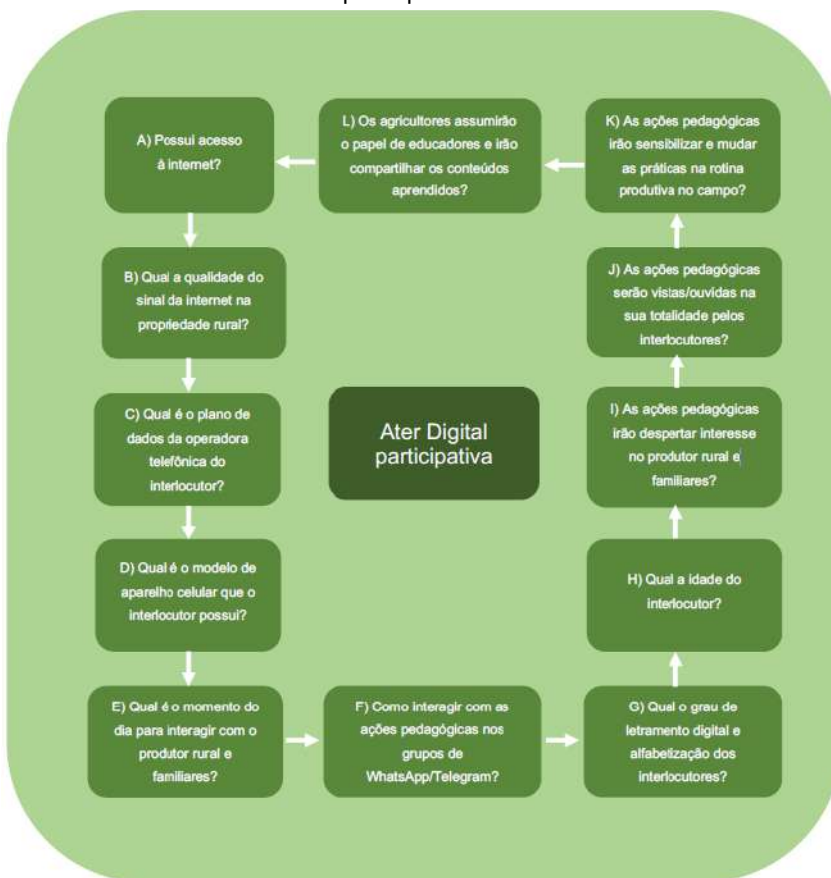 A) Possui acesso
à internet?
L) Os agricultores assumirão
o papel de educadores e irão
compartilhar os conteúdos
aprendidos?
K) As ações pedagógicas
irão sensibilizar e mudar
as práticas na rotina
produtiva no campo?
B) Qual a qualidade do
sinal da internet na
propriedade rural?
J) As ações pedagógicas
serão vistas/ouvidas na
sua totalidade pelos
interlocutores?
C) Qual é o plano de
dados da operadora
telefônica do
interlocutor?
Ater Digital
participativa
I) As ações pedagógicas
irão despertar interesse
no produtor rural e
familiares?
D) Qual é o modelo de
aparelho celular que o
interlocutor possui?
H) Qual a idade do
interlocutor?
E) Qual é o momento do
dia para interagir com o
produtor rural e
familiares?
F) Como interagir com as
ações pedagógicas nos
grupos de
WhatsApp/Telegram?
G) Qual o grau de
letramento digital e
alfabetização dos
interlocutores?